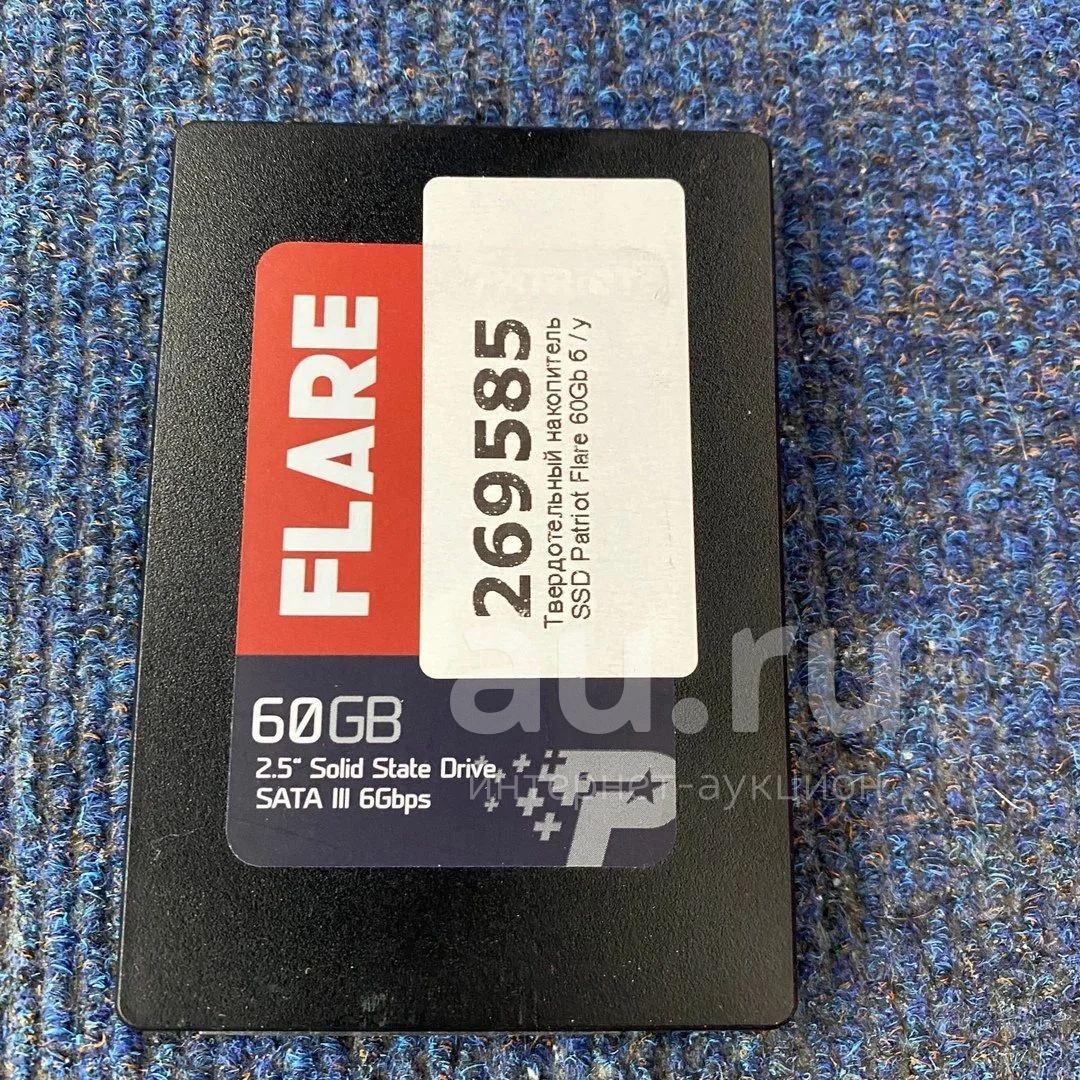 FLARE
PATRIOT
269585
Твердотельный накопитель
SSD Patriot Flare 60Gb б / у
60GB
2.5" Solid State Drive
SATA III 6Gbps
P
au.ru
интернет-аукцион